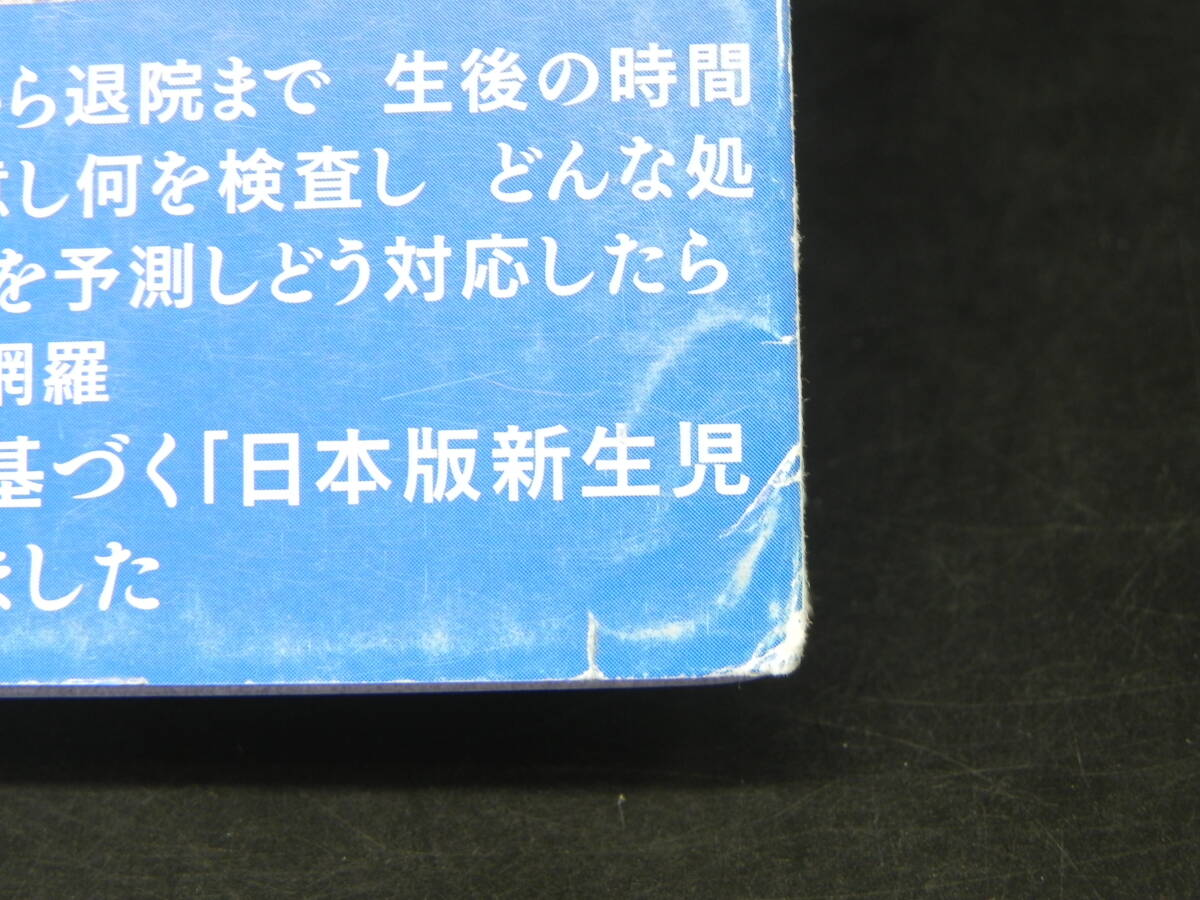 ら退院まで 生後の時間
し何を検査し どんな処
を予測しどう対応したら
網羅
基づく「日本版新生児
ました